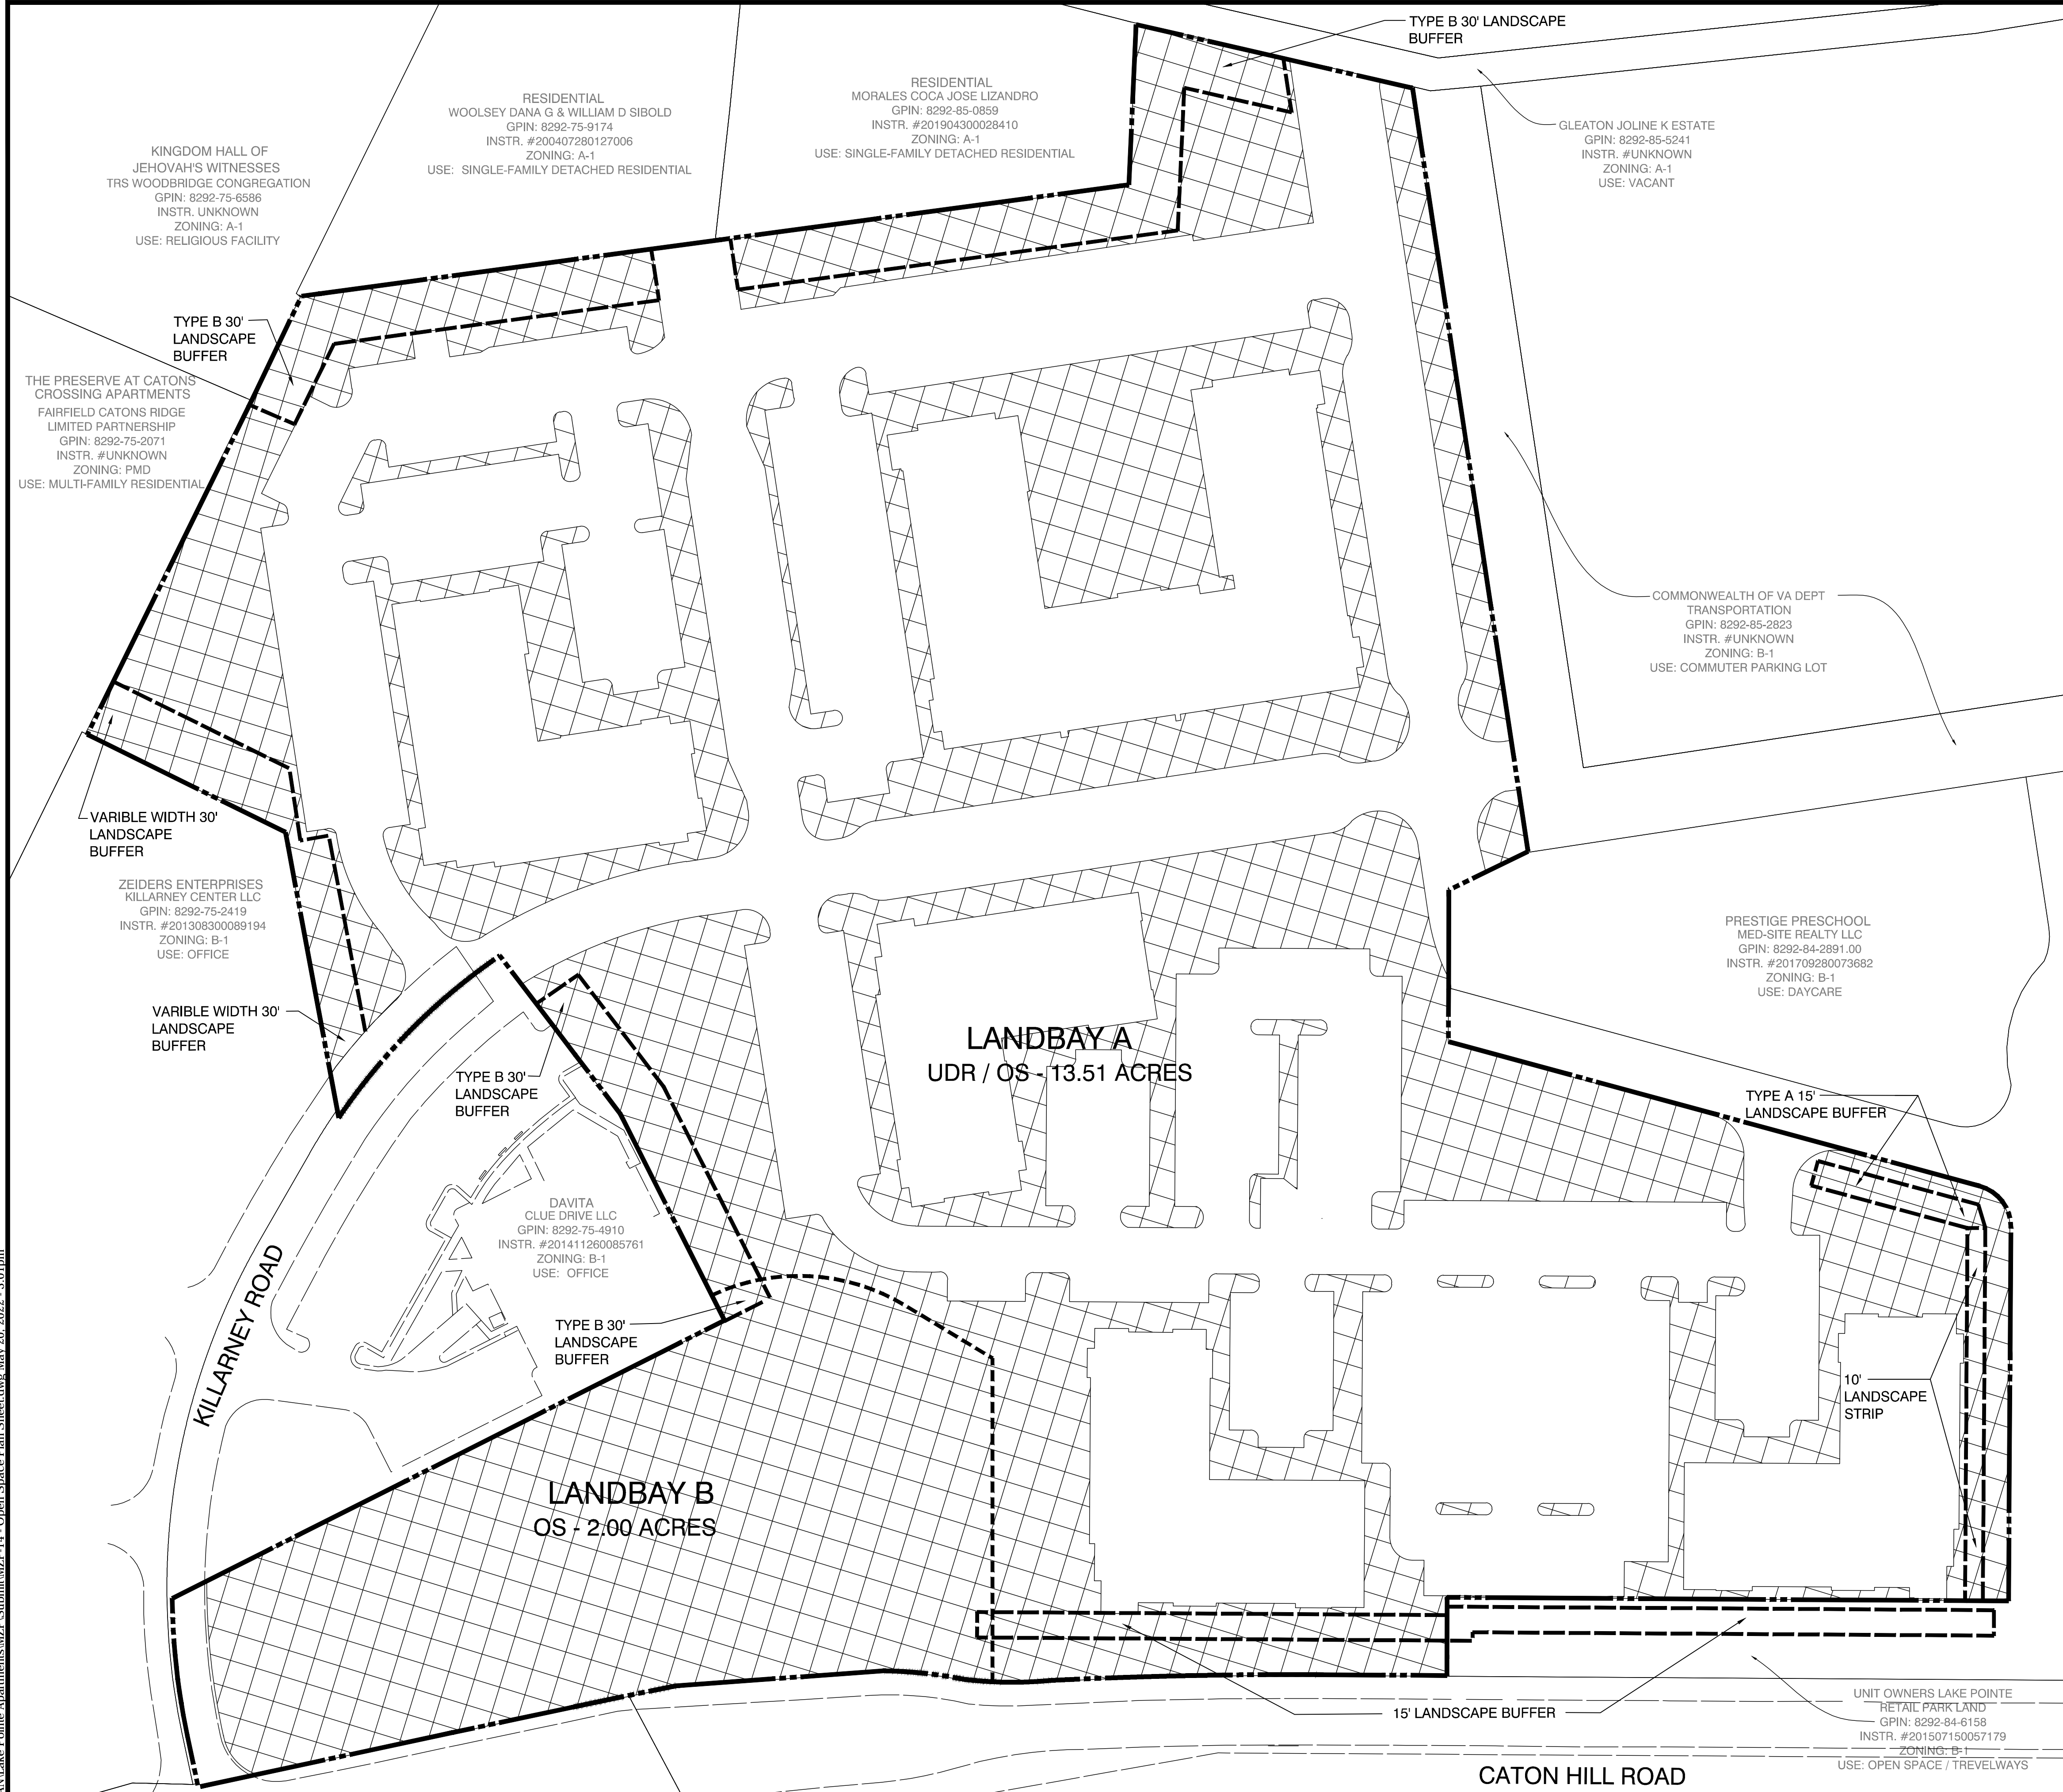 TYPE B 30' LANDSCAPE
BUFFER
RESIDENTIAL
MORALES COCA JOSE LIZANDRO
GPIN: 8292-85-0859
INSTR. #201904300028410
ZONING: A-1
USE: SINGLE-FAMILY DETACHED RESIDENTIAL
RESIDENTIAL
WOOLSEY DANA G & WILLIAM D SIBOLD
GPIN: 8292-75-9174
INSTR. #200407280127006
ZONING: A-1
USE: SINGLE-FAMILY DETACHED RESIDENTIAL
GLEATON JOLINE K ESTATE
GPIN: 8292-85-5241
INSTR. #UNKNOWN
ZONING: A-1
USE: VACANT
KINGDOM HALL OF
JEHOVAH'S WITNESSES
TRS WOODBRIDGE CONGREGATION
GPIN: 8292-75-6586
INSTR. UNKNOWN
ZONING: A-1
USE: RELIGIOUS FACILITY
TYPE B 30'
LANDSCAPE
BUFFER
THE PRESERVE AT CATONS
CROSSING APARTMENTS
FAIRFIELD CATONS RIDGE
LIMITED PARTNERSHIP
GPIN: 8292-75-2071
INSTR. #UNKNOWN
ZONING: PMD
USE: MULTI-FAMILY RESIDENTIAL
COMMONWEALTH OF VA DEPT
TRANSPORTATION
GPIN: 8292-85-2823
INSTR. #UNKNOWN
ZONING: B-1
USE: COMMUTER PARKING LOT
VARIBLE WIDTH 30'
LANDSCAPE
BUFFER
ZEIDERS ENTERPRISES
KILLARNEY CENTER LLC
GPIN: 8292-75-2419
INSTR. #201308300089194
ZONING: B-1
USE: OFFICE
PRESTIGE PRESCHOOL
MED-SITE REALTY LLC
GPIN: 8292-84-2891.00
INSTR. #201709280073682
ZONING: B-1
USE: DAYCARE
VARIBLE WIDTH 30'
LANDSCAPE
BUFFER
LANDBAY A
UDR / OS - 13.51 ACRES
TYPE B 30'
LANDSCAPE
BUFFER
TYPE A 15'
LANDSCAPE BUFFER
DAVITA
CLUE DRIVE LLC
GPIN: 8292-75-4910
INSTR. #201411260085761
ZONING: B-1
USE: OFFICE
KILLARNEY ROAD
TYPE B 30'
LANDSCAPE
BUFFER
10'
LANDSCAPE
STRIP
LANDBAY B
OS - 2.00 ACRES
15' LANDSCAPE BUFFER
UNIT OWNERS LAKE POINTE
RETAIL PARK LAND
GPIN: 8292-84-6158
INSTR. #201507150057179
ZONING: B-1
USE: OPEN SPACE / TREVELWAYS
CATON HILL ROAD